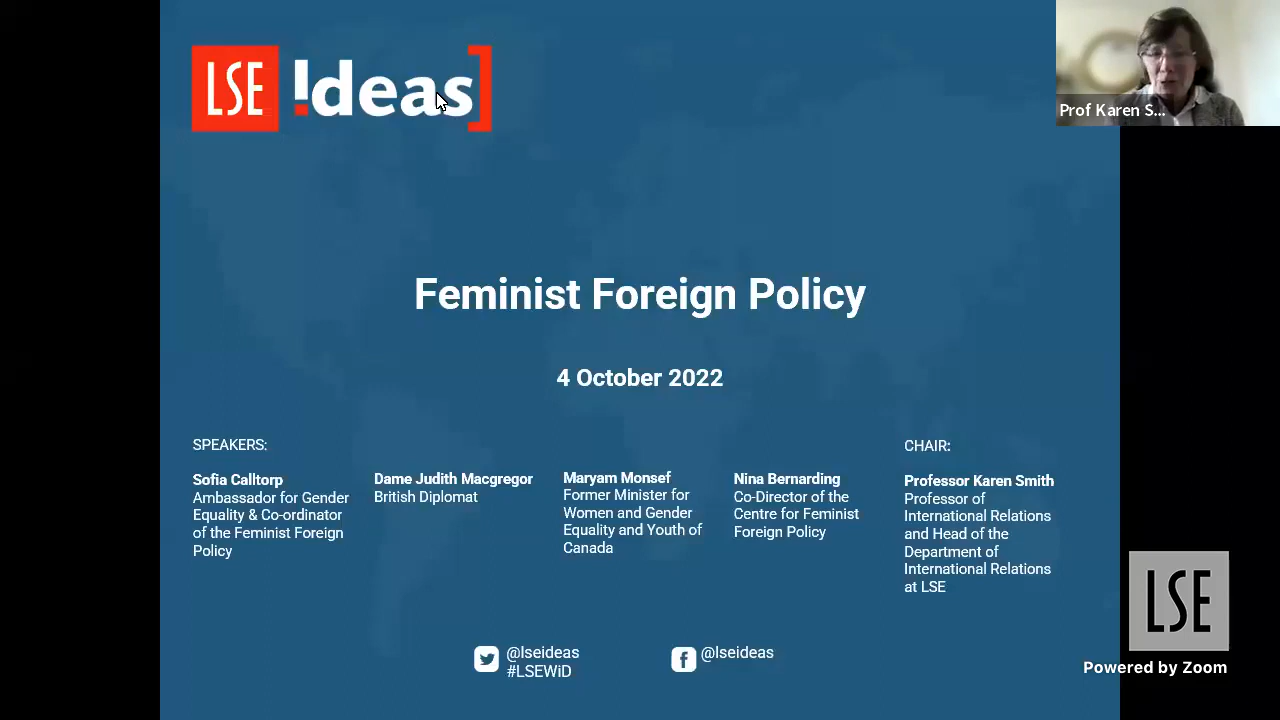 LSE !deas]
Prof Karen S...
Feminist Foreign Policy
4 October 2022
SPEAKERS:
Sofia Calltorp
Ambassador for Gender
Equality & Co-ordinator
of the Feminist Foreign
Policy
Dame Judith Macgregor
British Diplomat
Maryam Monsef
Former Minister for
Women and Gender
Equality and Youth of
Canada
Nina Bernarding
Co-Director of the
Centre for Feminist
Foreign Policy
CHAIR:
Professor Karen Smith
Professor of
International Relations
and Head of the
Department of
International Relations
at LSE
@lseideas
#LSEWiD
@lseideas
LSE
Powered by Zoom